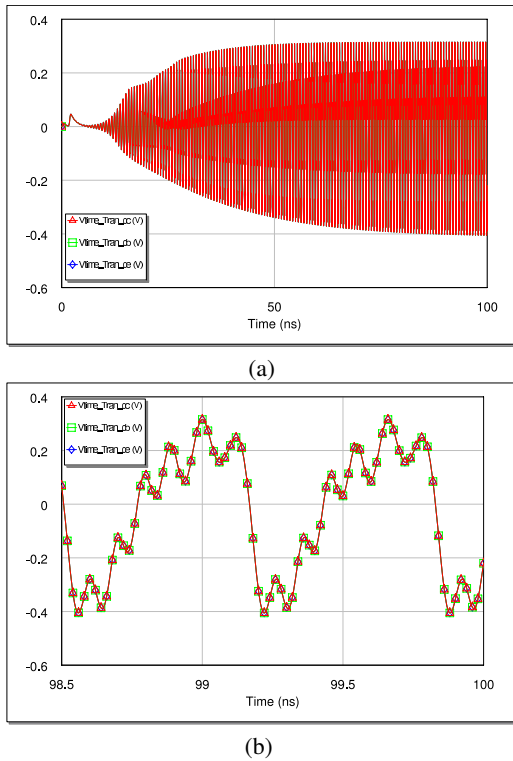 0.4
0.2
0
-0.2
-0.4
-0.6
Vtime_Tran_cc (V)
Vtime_Tran_cb (V)
Vtime_Tran_ce (V)
0
50
100
Time (ns)
(a)
0.4
0.2
0
-0.2
-0.4
-0.6
Vtime_Tran_cc (V)
Vtime_Tran_cb (V)
Vtime_Tran_ce (V)
98.5
99
99.5
100
Time (ns)
(b)